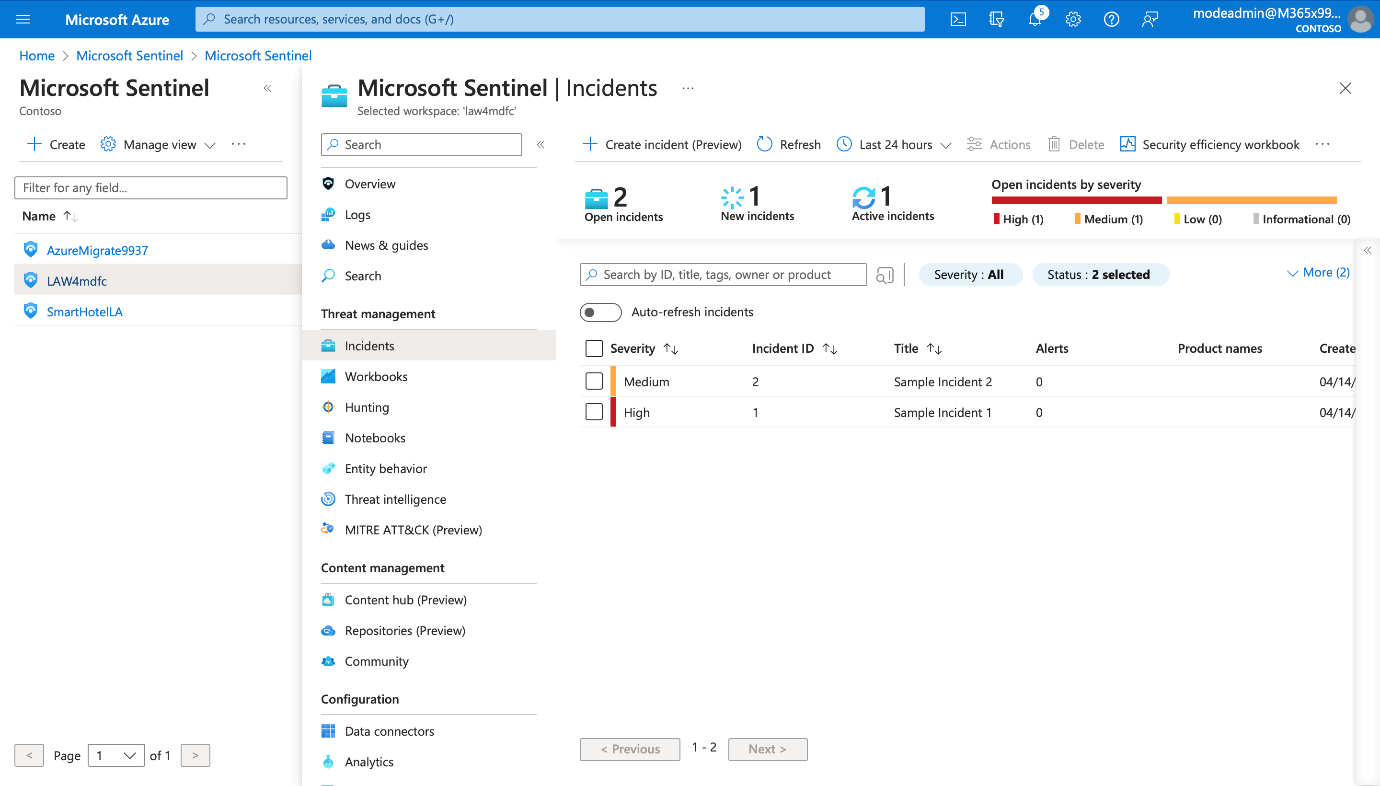 Microsoft Azure
Search resources, services, and docs (G+/)
5
modeadmin@M365x99...
CONTOSO
Home > Microsoft Sentinel > Microsoft Sentinel
Microsoft Sentinel
Contoso
Create
Manage view
...
Filter for any field...
Name
AzureMigrate9937
LAW4mdfc
SmartHotelLA
< Page 1 of 1 >
Microsoft Sentinel | Incidents
...
Selected workspace: 'law4mdfc'
Search
Overview
Logs
News & guides
Search
Threat management
Incidents
Workbooks
Hunting
Notebooks
Entity behavior
Threat intelligence
MITRE ATT&CK (Preview)
Content management
Content hub (Preview)
Repositories (Preview)
Community
Configuration
Data connectors
Analytics
Create incident (Preview)
Refresh
Last 24 hours
Actions
Delete
Security efficiency workbook
...
2
Open incidents
1
New incidents
1
Active incidents
Open incidents by severity
High (1) Medium (1) Low (0) Informational (0)
Search by ID, title, tags, owner or product
Severity : All
Status : 2 selected
More (2)
Auto-refresh incidents
Severity Incident ID Title Alerts Product names Create
Medium 2 Sample Incident 2 0 04/14/
High 1 Sample Incident 1 0 04/14/
< Previous 1 - 2 Next >